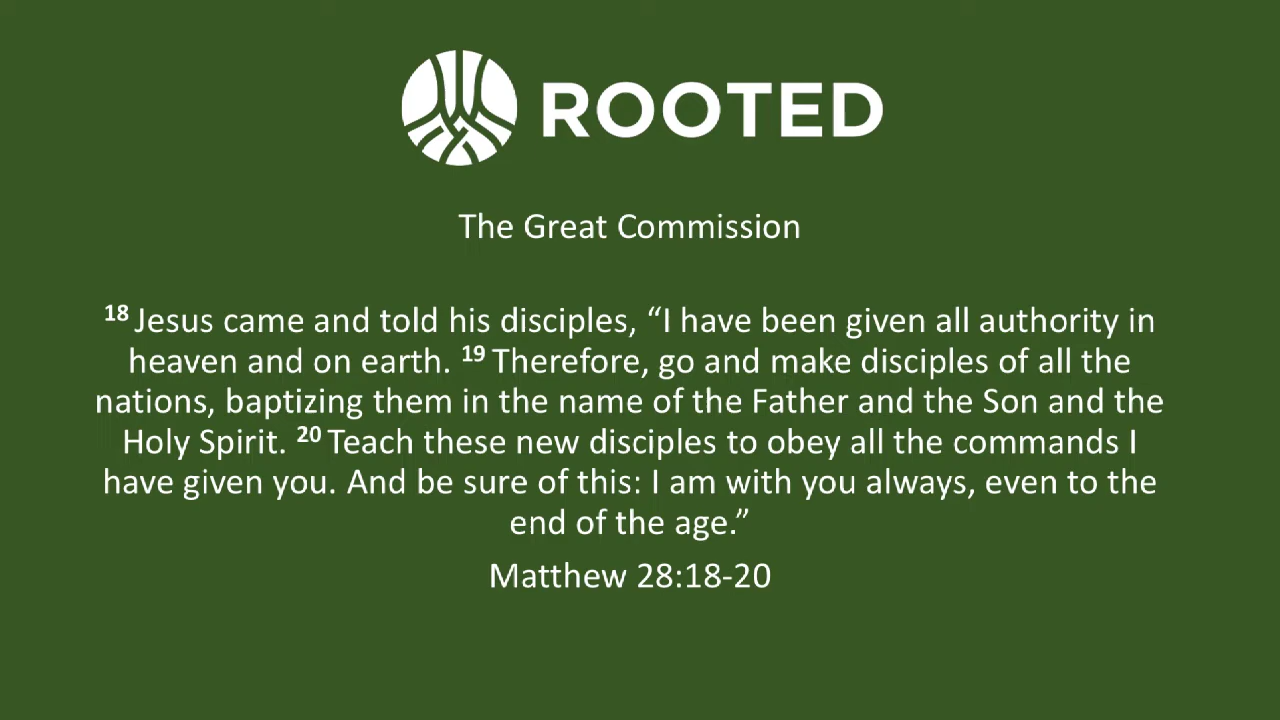 ROOTED
The Great Commission
18 Jesus came and told his disciples, “I have been given all authority in
heaven and on earth. 19 Therefore, go and make disciples of all the
nations, baptizing them in the name of the Father and the Son and the
Holy Spirit. 20 Teach these new disciples to obey all the commands I
have given you. And be sure of this: I am with you always, even to the
end of the age.”
Matthew 28:18-20